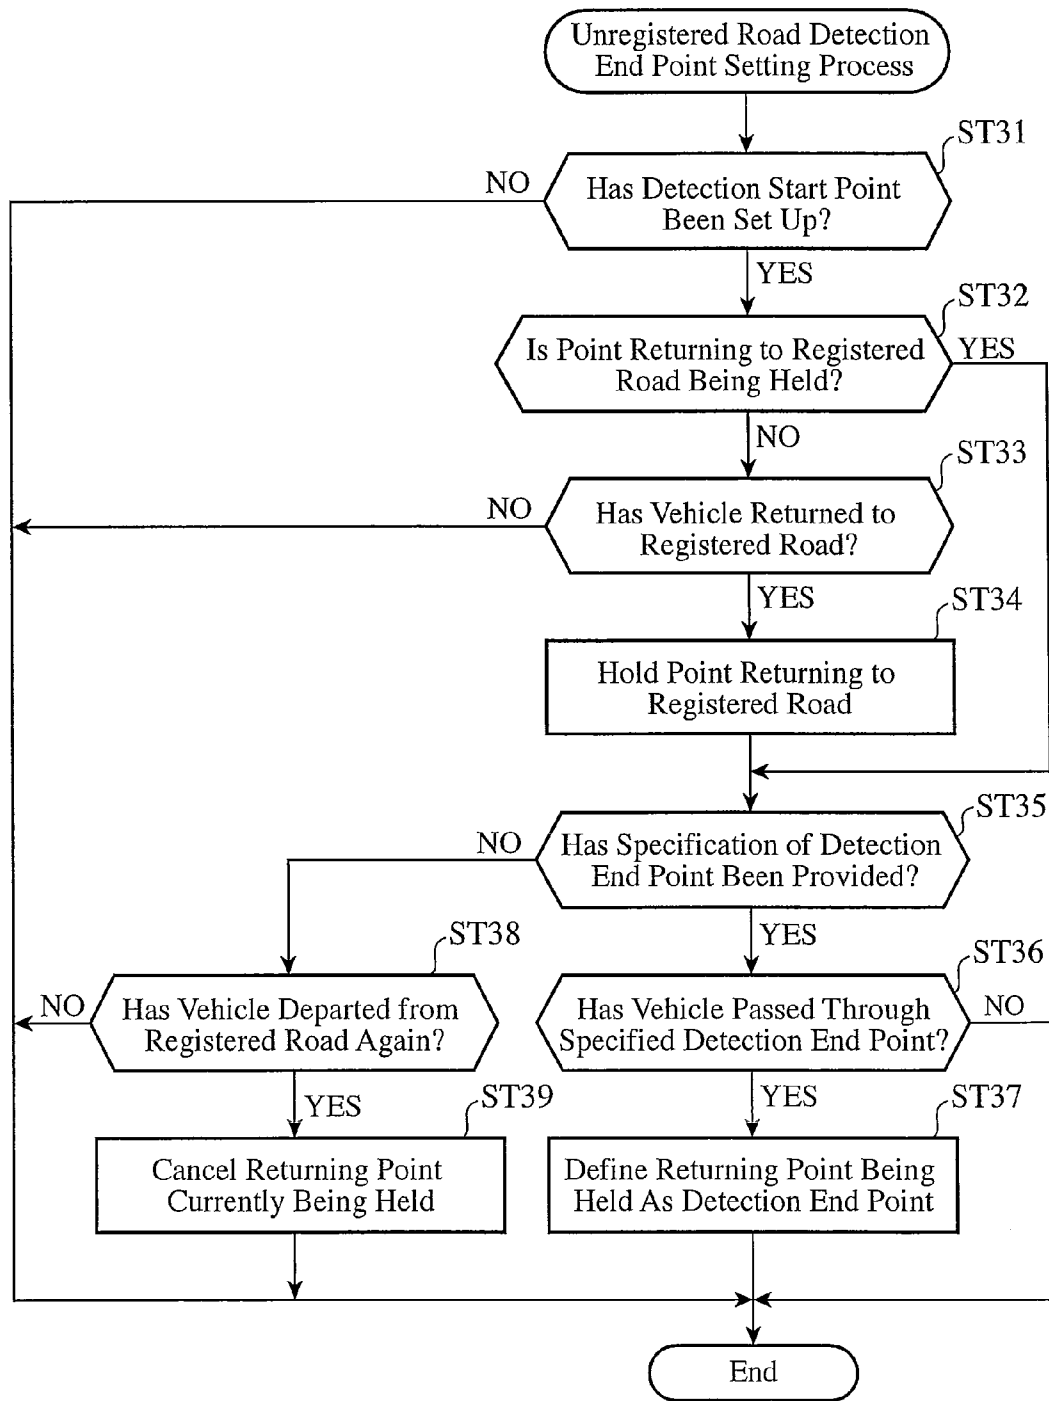 Unregistered Road Detection
End Point Setting Process
ST31
NO
Has Detection Start Point
Been Set Up?
YES
ST32
Is Point Returning to Registered
Road Being Held?
YES
NO
ST33
NO
Has Vehicle Returned to
Registered Road?
YES
ST34
Hold Point Returning to
Registered Road
ST35
NO
Has Specification of Detection
End Point Been Provided?
YES
ST38
ST36
NO
Has Vehicle Departed from
Registered Road Again?
Has Vehicle Passed Through
Specified Detection End Point?
NO
YES
ST39
YES
ST37
Cancel Returning Point
Currently Being Held
Define Returning Point Being
Held As Detection End Point
End